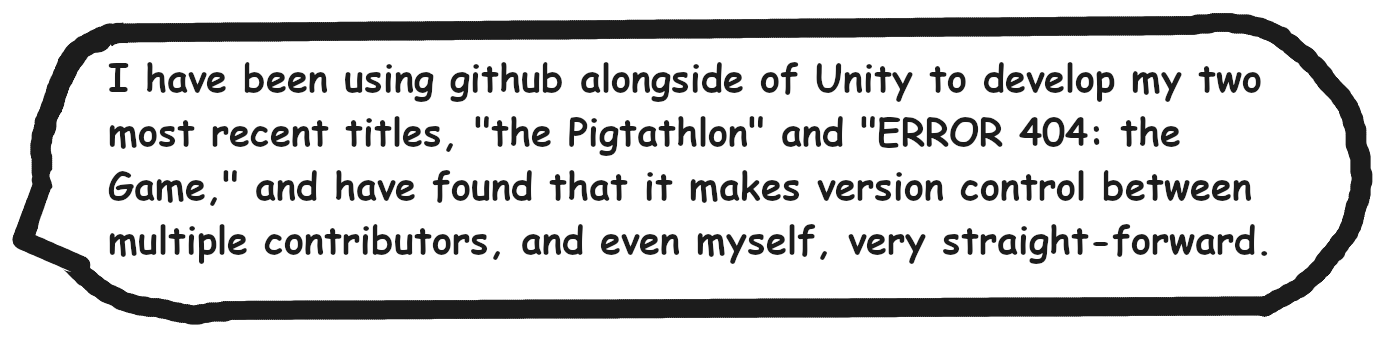 I have been using github alongside of Unity to develop my two
most recent titles, "the Pigtathlon" and "ERROR 404: the
Game," and have found that it makes version control between
multiple contributors, and even myself, very straight-forward.